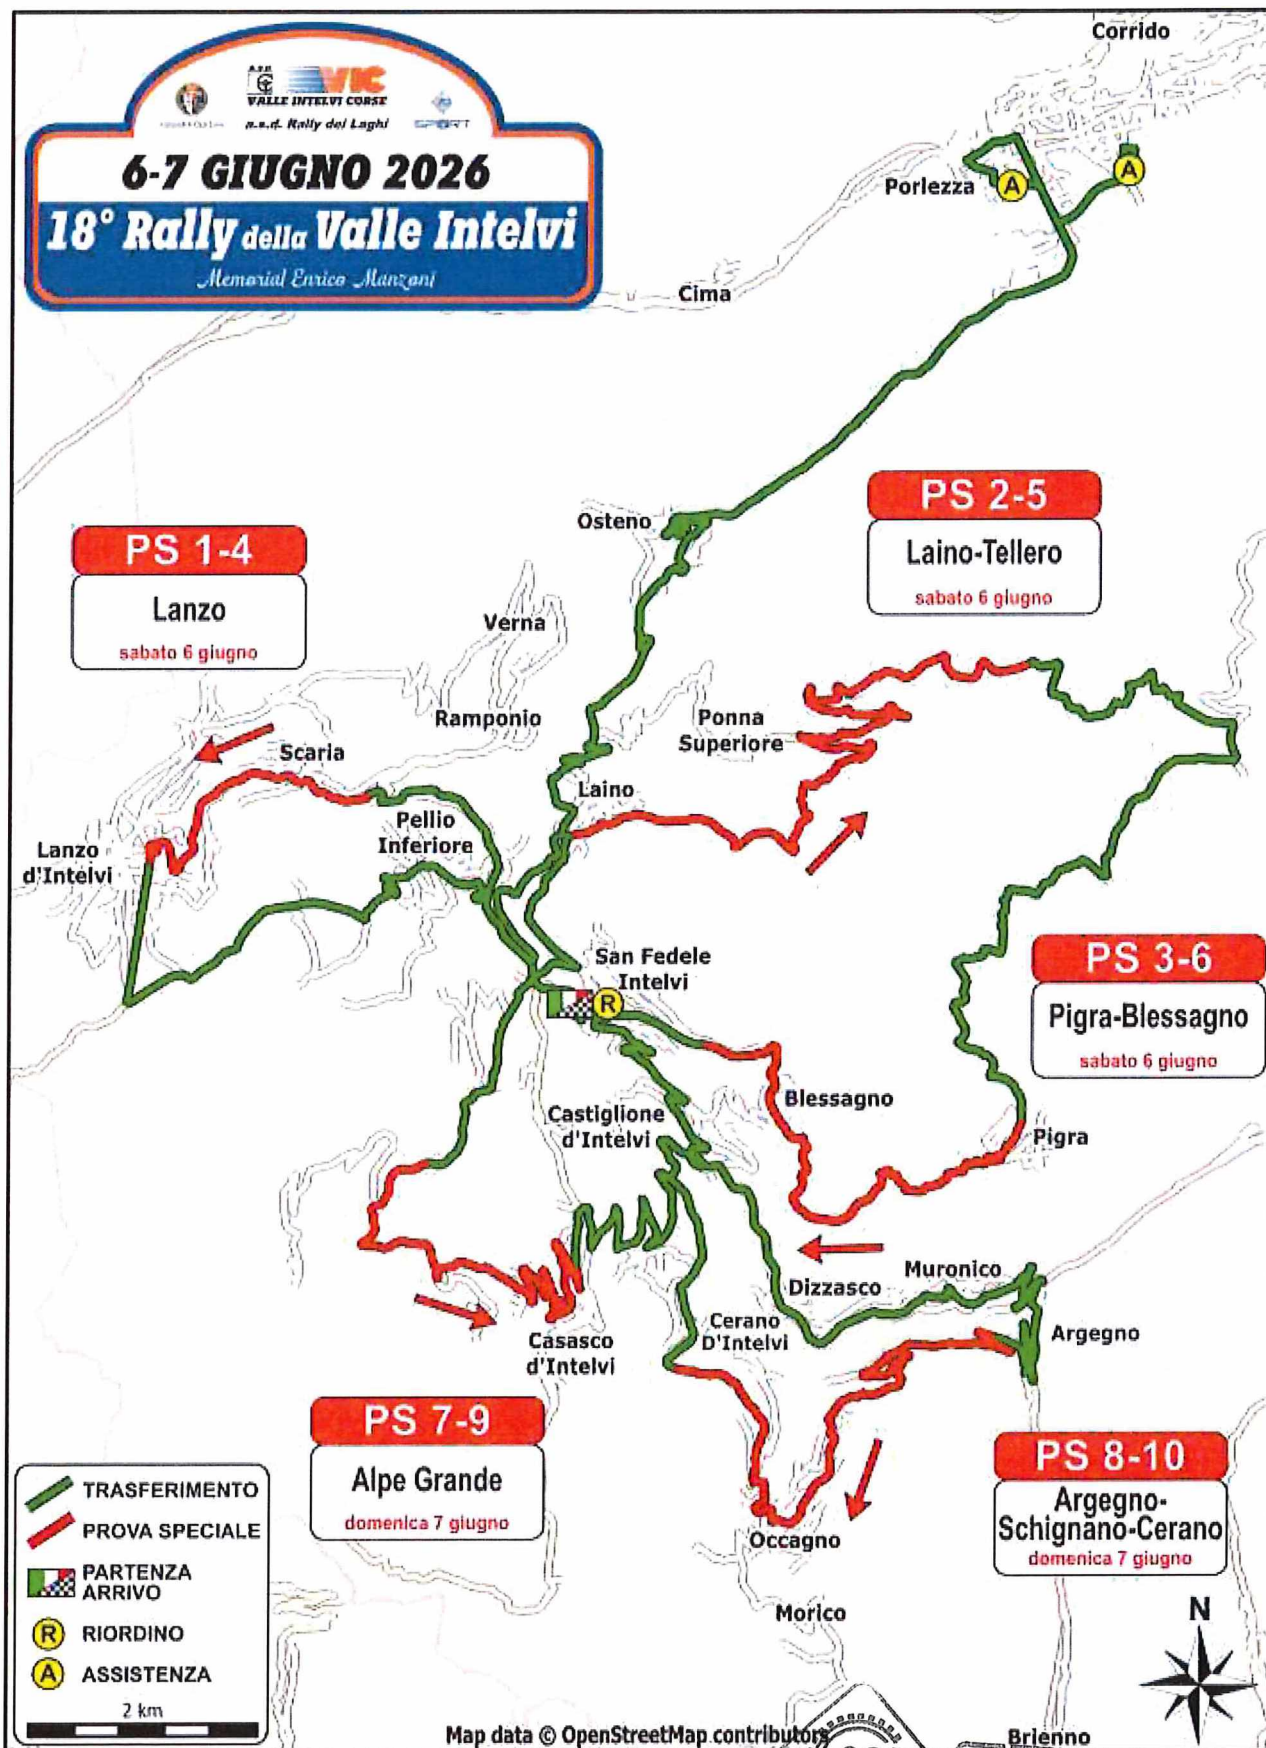 Corrido
VIC
VALLE INTELVI CORSE
a.s.d. Rally dei Laghi
SPORT
6-7 GIUGNO 2026
18° Rally della Valle Intelvi
Memorial Enrico Manzoni
Porlezza
A
A
Cima
PS 2-5
Laino-Tellero
sabato 6 giugno
Osteno
PS 1-4
Lanzo
sabato 6 giugno
Verna
Ramponio
Ponna
Superiore
Scaria
Laino
Pellio
Inferiore
Lanzo
d'Intelvi
San Fedele
Intelvi
R
PS 3-6
Pigra-Blessagno
sabato 6 giugno
Blessagno
Castiglione
d'Intelvi
Pigra
Muronico
Dizzasco
Cerano
D'Intelvi
Argegno
Casasco
d'Intelvi
PS 7-9
Alpe Grande
domenica 7 giugno
PS 8-10
Argegno-
Schignano-Cerano
domenica 7 giugno
Occagno
Morico
TRASFERIMENTO
PROVA SPECIALE
PARTENZA
ARRIVO
R RIORDINO
A ASSISTENZA
2 km
N
Map data © OpenStreetMap contributors
Brienno